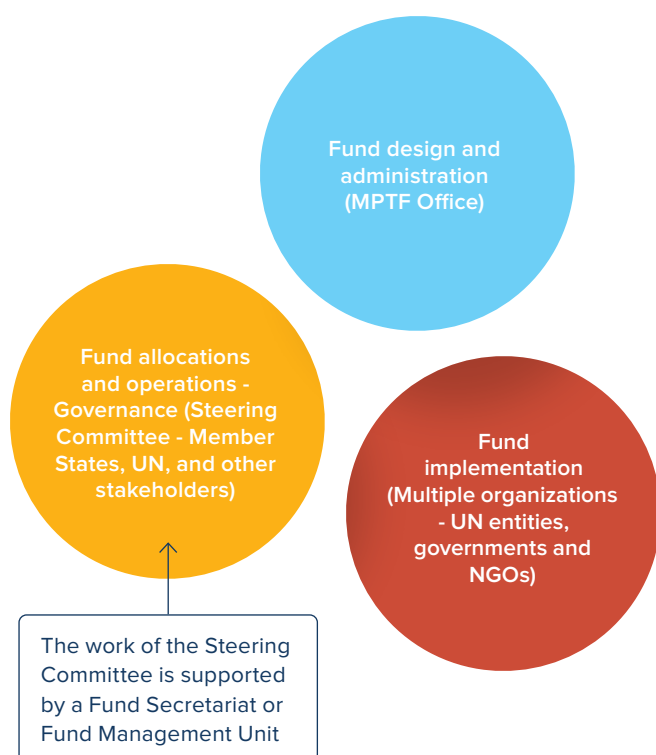 Fund design and
administration
(MPTF Office)
Fund allocations
and operations -
Governance (Steering
Committee - Member
States, UN, and other
stakeholders)
Fund
implementation
(Multiple organizations
- UN entities,
governments and
NGOs)
The work of the Steering
Committee is supported
by a Fund Secretariat or
Fund Management Unit